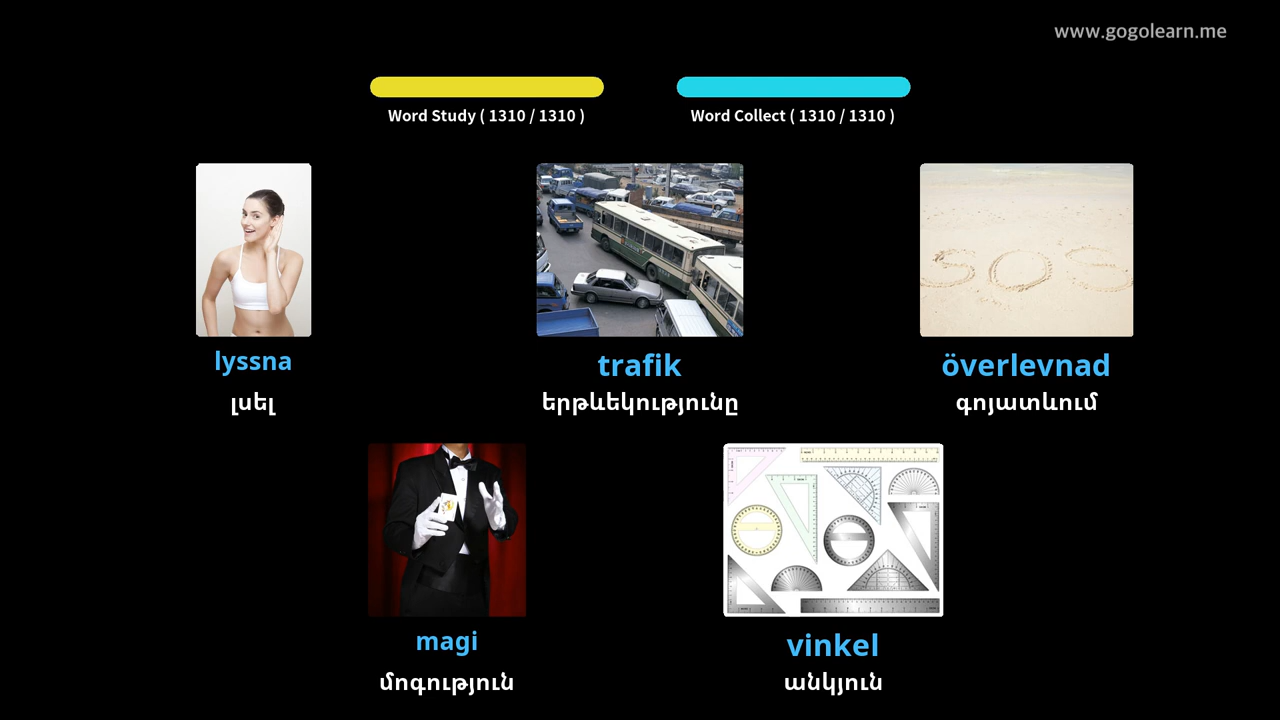 www.gogolearn.me
Word Study ( 1310 / 1310 )
Word Collect ( 1310 / 1310 )
SOS
lyssna
trafik
överlevnad
լսել
երթևեկությունը
գոյատևում
magi
vinkel
մոգություն
անկյուն